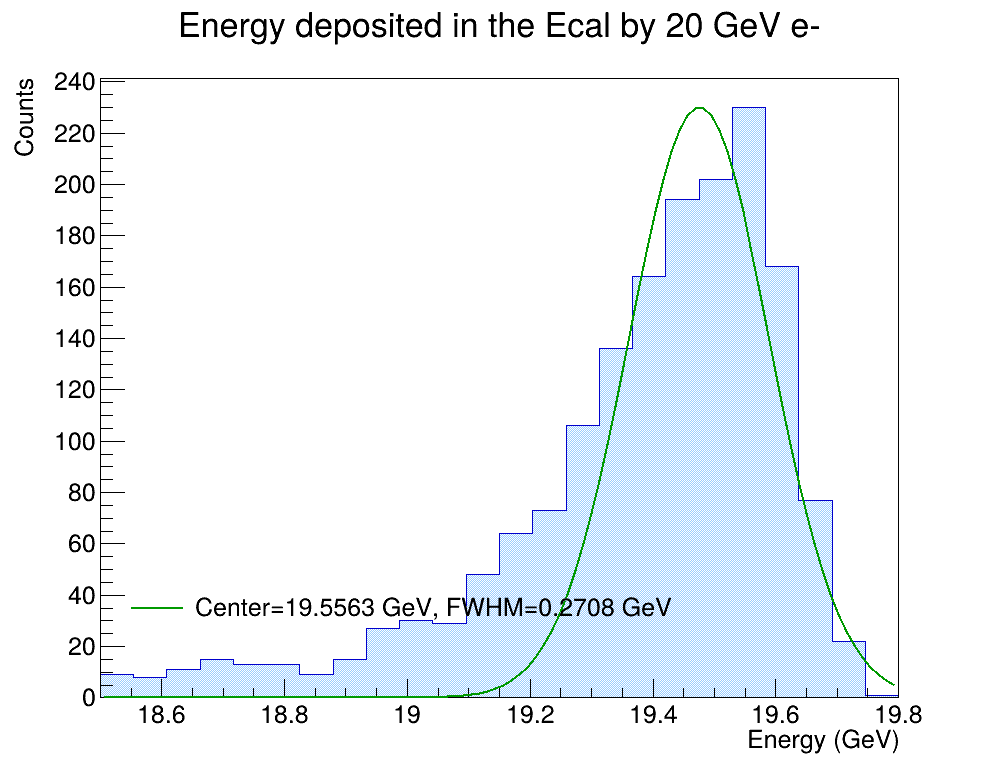 Energy deposited in the Ecal by 20 GeV e-
Counts
240
220
200
180
160
140
120
100
80
60
40
20
0
Center=19.5563 GeV, FWHM=0.2708 GeV
18.6 18.8 19 19.2 19.4 19.6 19.8
Energy (GeV)